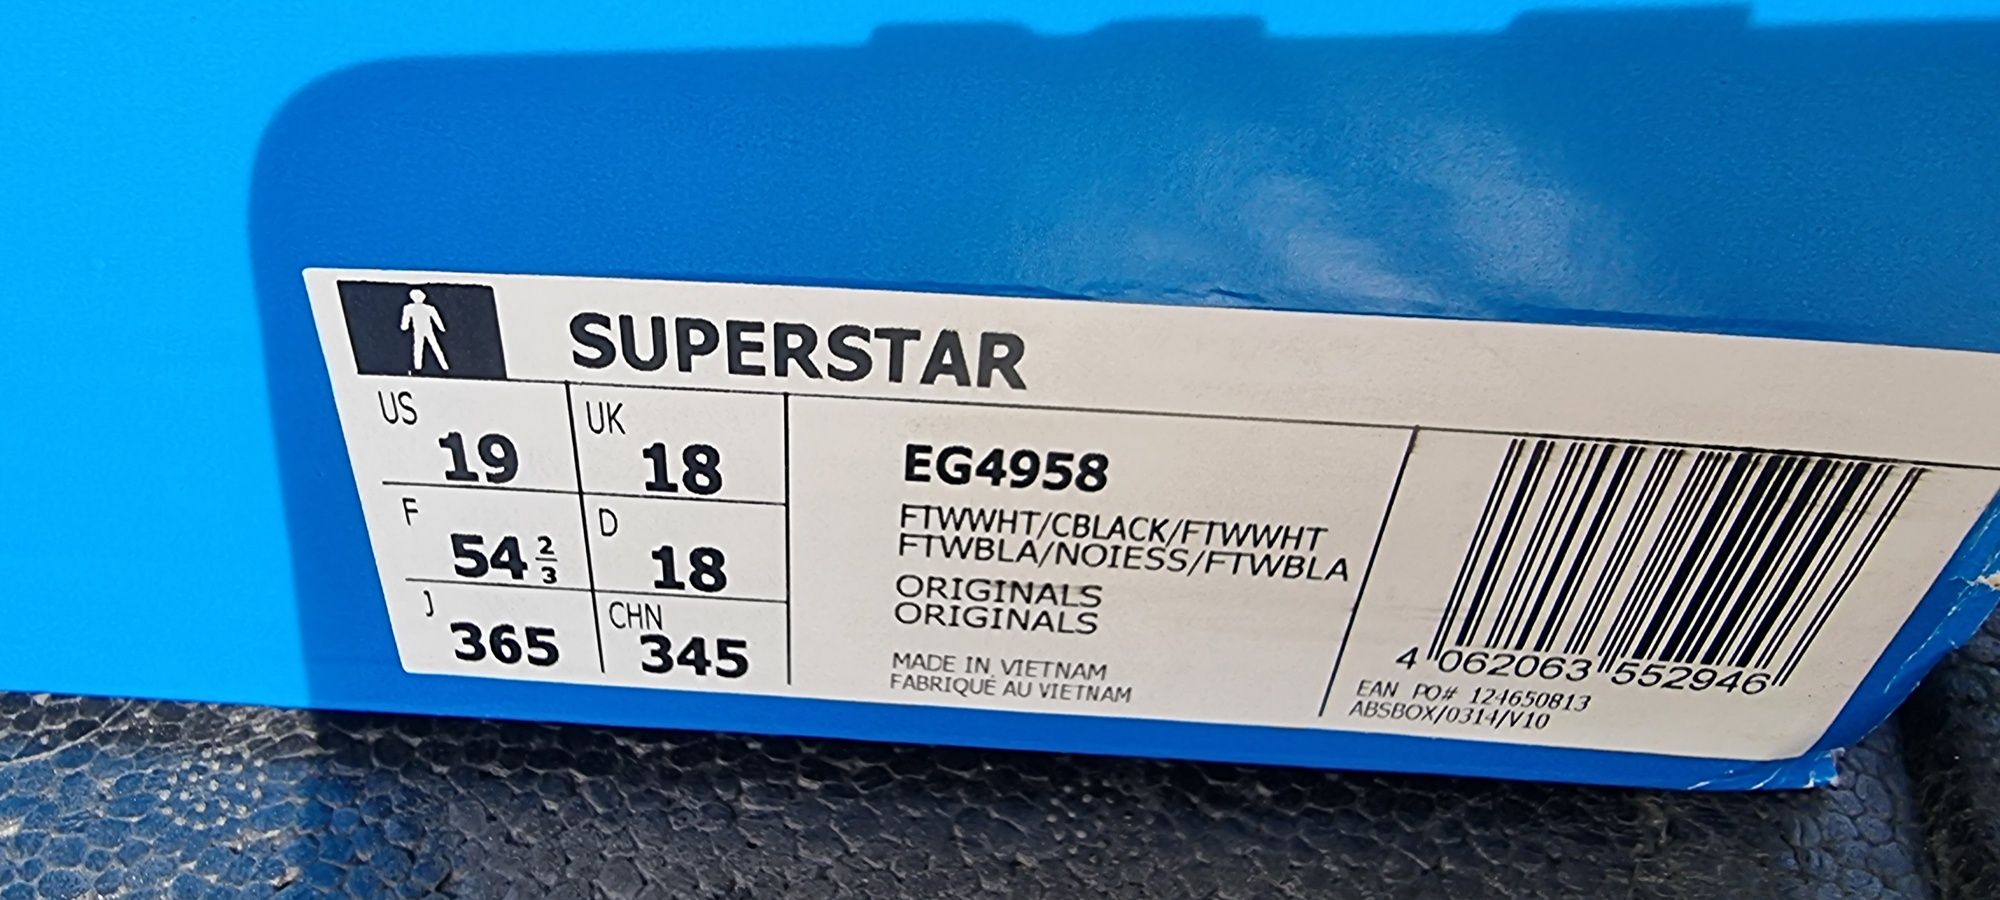 SUPERSTAR
US 19 UK 18
F 54 2/3 D 18
J 365 CHN 345
EG4958
FTWWHT/CBLACK/FTWWHT
FTWBLA/NOIESS/FTWBLA
ORIGINALS
ORIGINALS
MADE IN VIETNAM
FABRIQUÉ AU VIETNAM
4 062063 552946
EAN PO# 124650813
ABSBOX/0314/V10